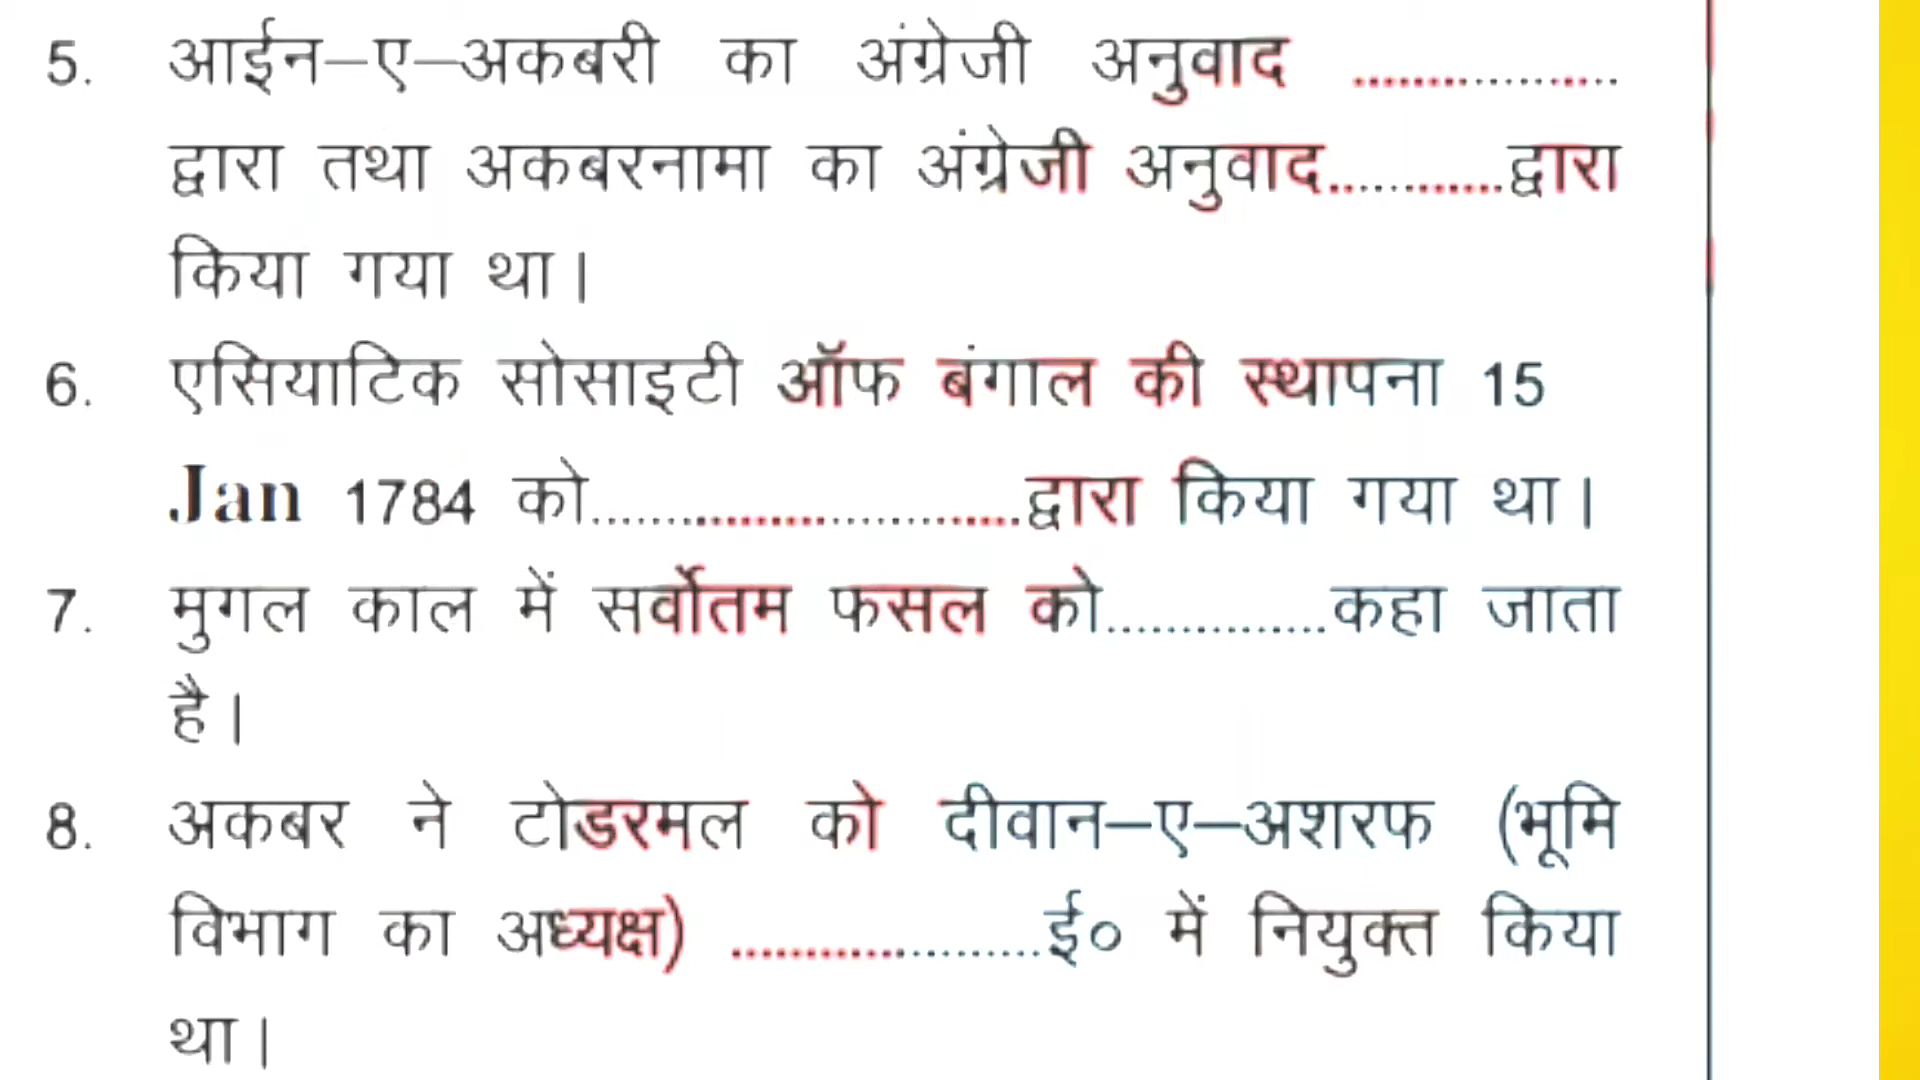 5. आईन–ए–अकबरी का अंग्रेजी अनुवाद ..................
द्वारा तथा अकबरनामा का अंग्रेजी अनुवाद............द्वारा
किया गया था।
6. एसियाटिक सोसाइटी ऑफ बंगाल की स्थापना 15
Jan 1784 को.............................द्वारा किया गया था।
7. मुगल काल में सर्वोतम फसल को...............कहा जाता
है।
8. अकबर ने टोडरमल को दीवान–ए–अशरफ (भूमि
विभाग का अध्यक्ष) .....................ई० में नियुक्त किया
था।